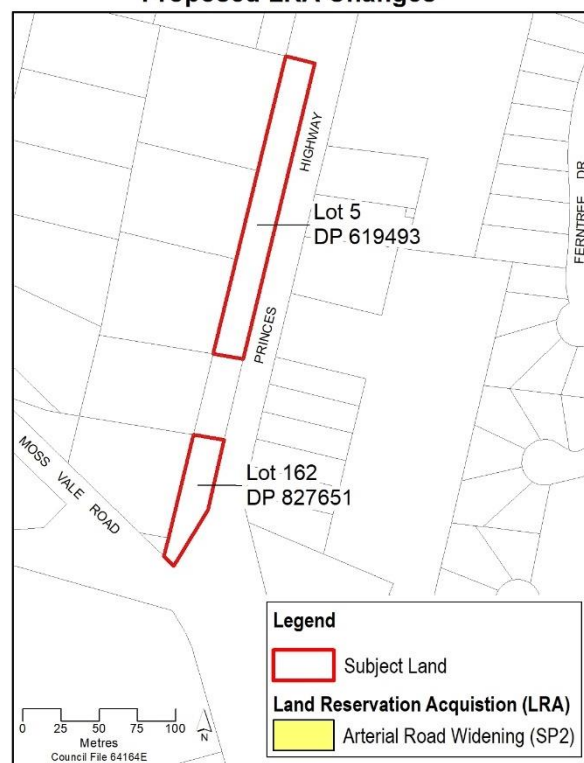 Proposed LRA Changes
HIGHWAY
Lot 5
DP 619493
FERNTREE DR
PRINCES
MOSS VALE ROAD
Lot 162
DP 827651
Legend
Subject Land
Land Reservation Acquistion (LRA)
Arterial Road Widening (SP2)
0 25 50 75 100
Metres
Council File 64164E
N